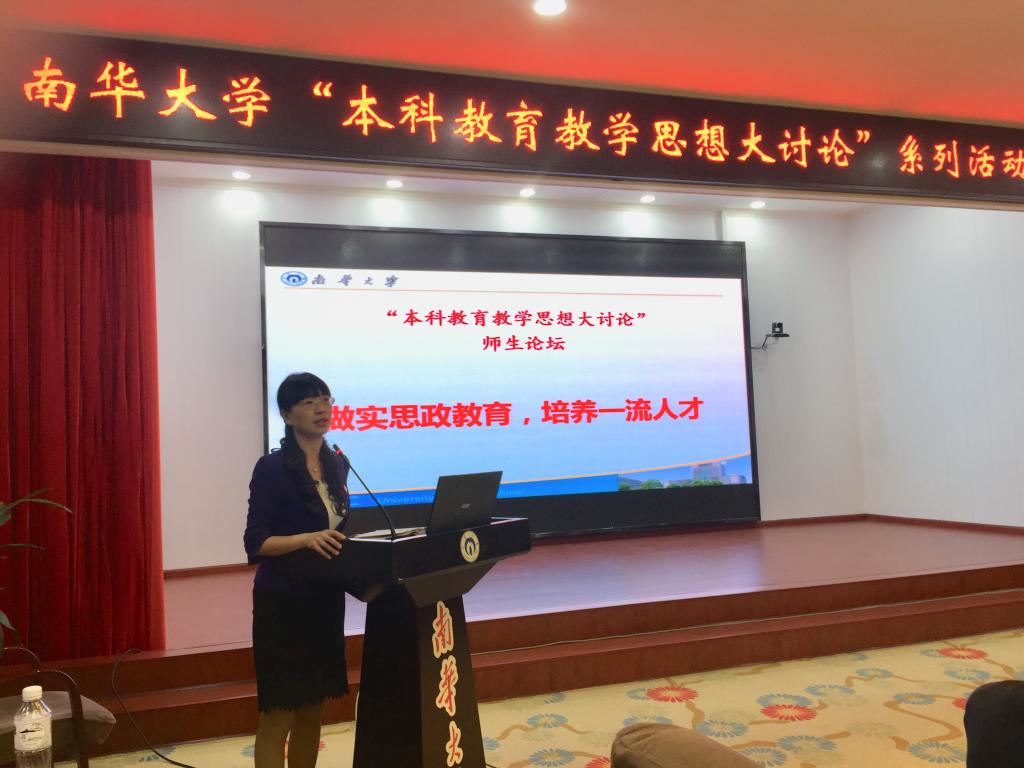 南华大学“本科教育教学思想大讨论”系列活动
南华大学
“本科教育教学思想大讨论”
师生论坛
做实思政教育，培养一流人才
University
南华大